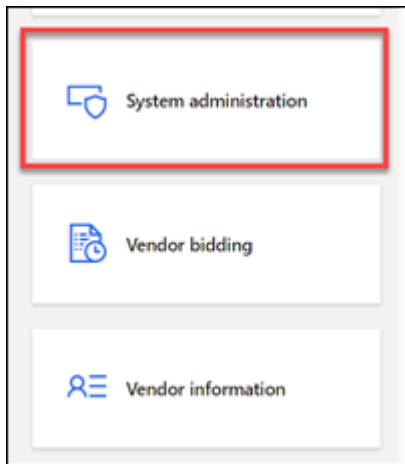 System administration
Vendor bidding
Vendor information